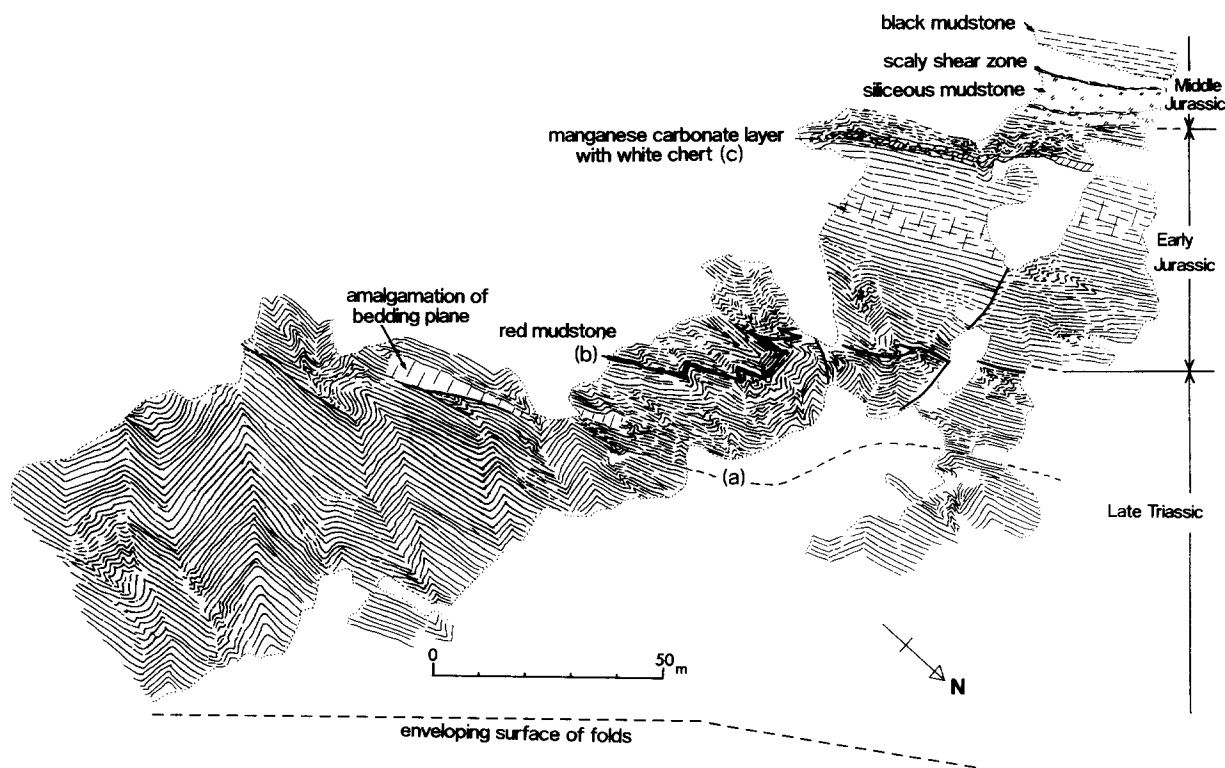 black mudstone
scaly shear zone
siliceous mudstone
Middle
Jurassic
manganese carbonate layer
with white chert (c)
Early
Jurassic
amalgamation of
bedding plane
red mudstone
(b)
(a)
Late Triassic
0
50 m
N
enveloping surface of folds